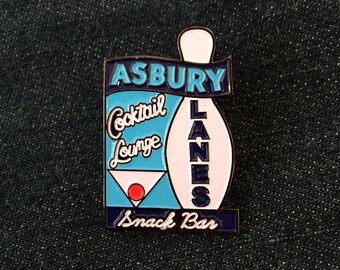 ASBURY
LANES
Cocktail
Lounge
Snack Bar